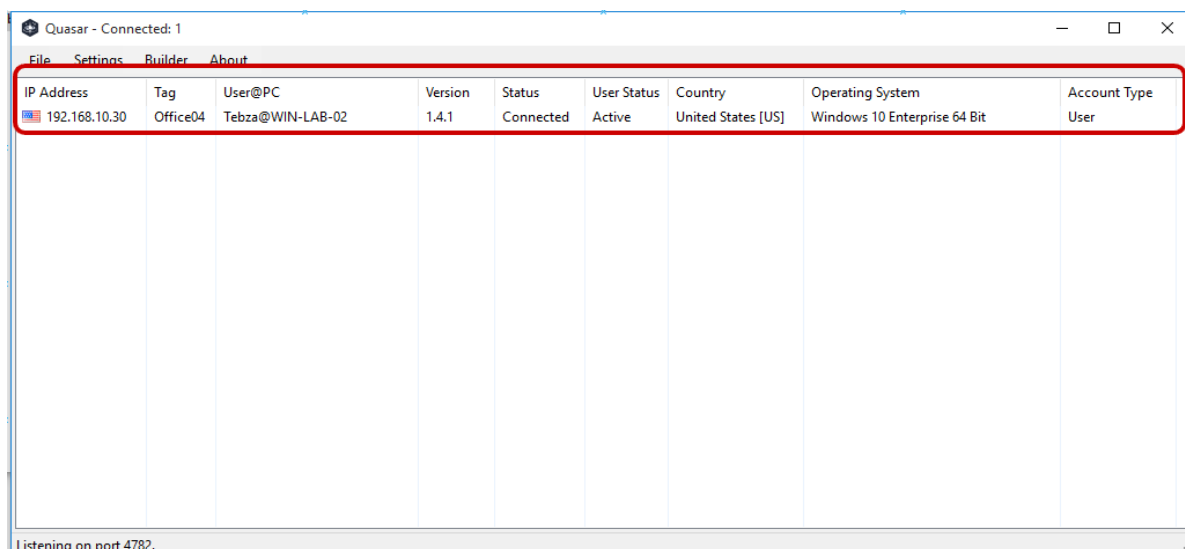 Quasar - Connected: 1
File Settings Builder About
IP Address Tag User@PC Version Status User Status Country Operating System Account Type
192.168.10.30 Office04 Tebza@WIN-LAB-02 1.4.1 Connected Active United States [US] Windows 10 Enterprise 64 Bit User
Listening on port 4782.